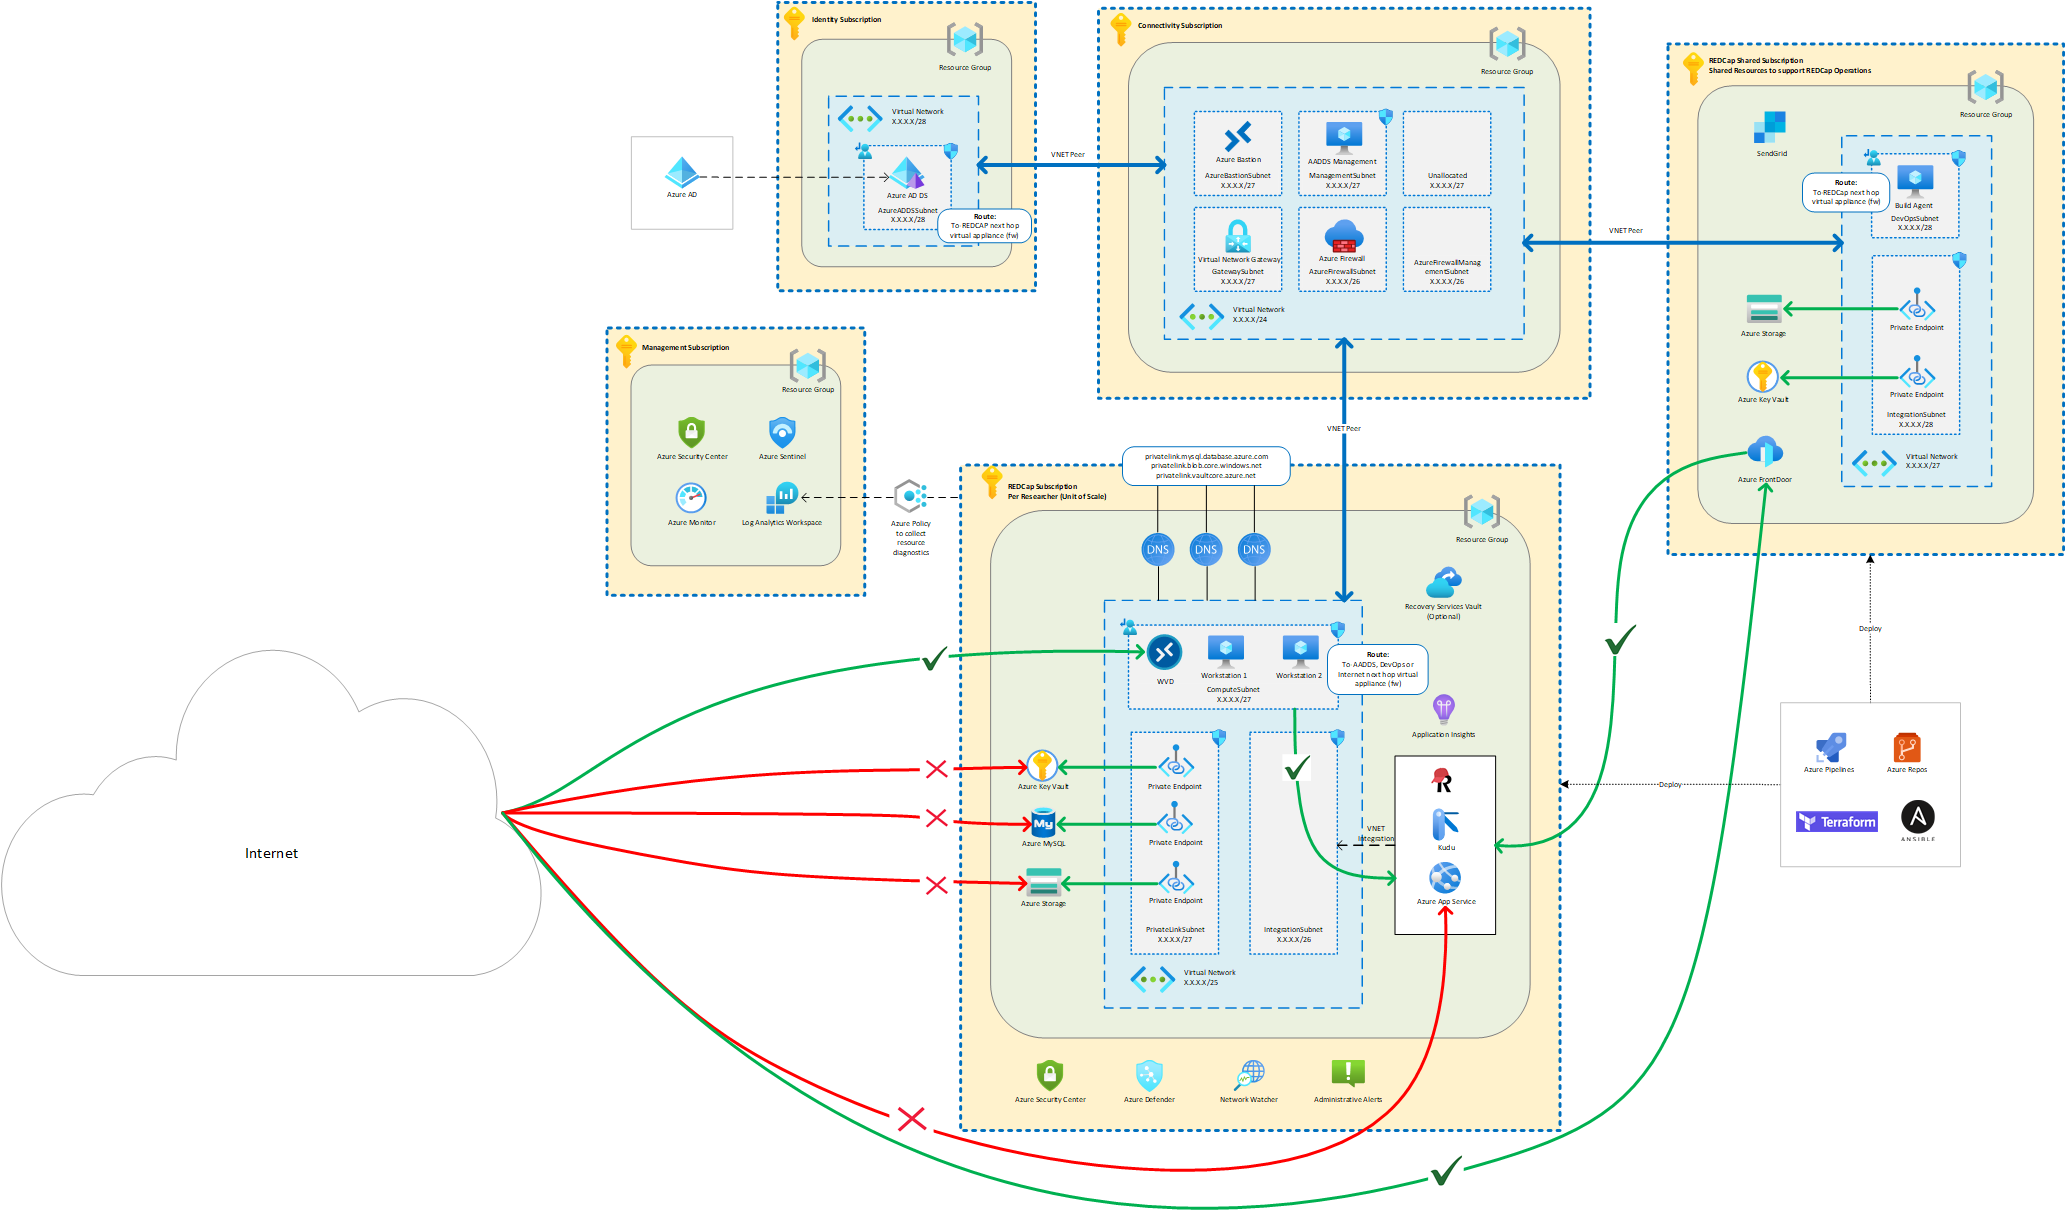 Identity Subscription
Resource Group
Virtual Network
X.X.X.X/28
Azure AD DS
AzureADDSSubnet
X.X.X.X/28
Route:
To REDCAP next hop
virtual appliance (fw)
Azure AD
VNET Peer
Connectivity Subscription
Resource Group
Azure Bastion
AzureBastionSubnet
X.X.X.X/27
AADDS Management
ManagementSubnet
X.X.X.X/27
Unallocated
X.X.X.X/27
Virtual Network Gateway
GatewaySubnet
X.X.X.X/27
Azure Firewall
AzureFirewallSubnet
X.X.X.X/26
AzureFirewallManag
ementSubnet
X.X.X.X/26
Virtual Network
X.X.X.X/24
VNET Peer
REDCap Shared Subscription
Shared Resources to support REDCap Operations
Resource Group
SendGrid
Route:
To REDCap next hop
virtual appliance (fw)
Build Agent
DevOpsSubnet
X.X.X.X/28
Azure Storage
Private Endpoint
Azure Key Vault
Private Endpoint
IntegrationSubnet
X.X.X.X/28
Azure FrontDoor
Virtual Network
X.X.X.X/27
Management Subscription
Resource Group
Azure Security Center
Azure Sentinel
Azure Monitor
Log Analytics Workspace
Azure Policy
to collect
resource
diagnostics
VNET Peer
privatelink.mysql.database.azure.com
privatelink.blob.core.windows.net
privatelink.vaultcore.azure.net
REDCap Subscription
Per Researcher (Unit of Scale)
Resource Group
DNS
DNS
DNS
Recovery Services Vault
(Optional)
WVD
Workstation 1
Workstation 2
ComputeSubnet
X.X.X.X/27
Route:
To AADDS, DevOps or
Internet next hop virtual
appliance (fw)
Application Insights
Azure Key Vault
Private Endpoint
My
Azure MySQL
Private Endpoint
Azure Storage
Private Endpoint
PrivateLinkSubnet
X.X.X.X/27
IntegrationSubnet
X.X.X.X/26
Virtual Network
X.X.X.X/25
VNET
Integration
R
Kudu
Azure App Service
Azure Security Center
Azure Defender
Network Watcher
Administrative Alerts
Internet
Deploy
Deploy
Azure Pipelines
Azure Repos
Terraform
ANSIBLE